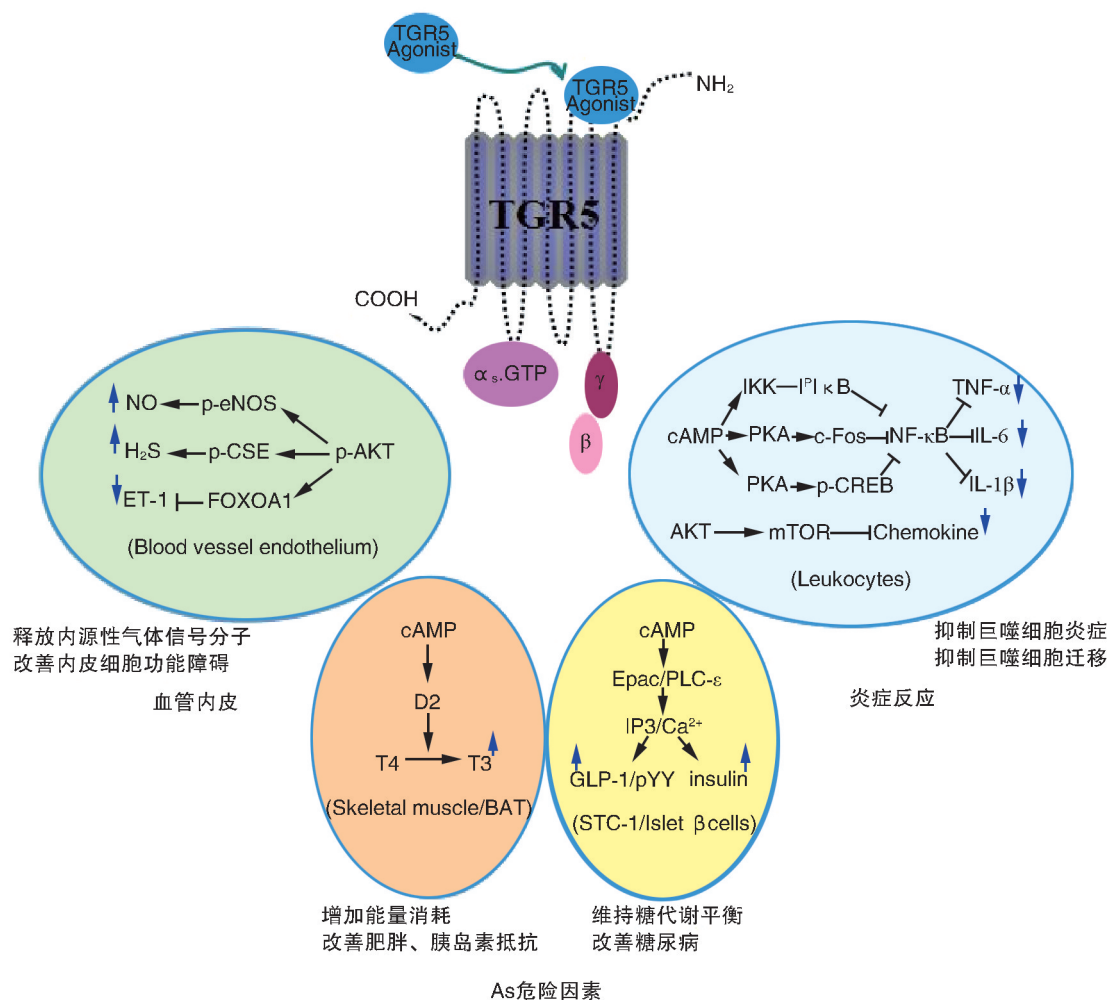 TGR5
Agonist
TGR5
Agonist
NH₂
TGR5
COOH
αs.GTP
γ
β
NO p-eNOS
H₂S p-CSE p-AKT
ET-1 FOXOA1
(Blood vessel endothelium)
IKK IPI κB TNF-α
cAMP PKA c-Fos NF-κB IL-6
PKA p-CREB IL-1β
AKT mTOR Chemokine
(Leukocytes)
释放内源性气体信号分子
改善内皮细胞功能障碍
血管内皮
抑制巨噬细胞炎症
抑制巨噬细胞迁移
炎症反应
cAMP
D2
T4 T3
(Skeletal muscle/BAT)
cAMP
Epac/PLC-ε
IP3/Ca²⁺
GLP-1/pYY insulin
(STC-1/Islet βcells)
增加能量消耗
改善肥胖、胰岛素抵抗
维持糖代谢平衡
改善糖尿病
As危险因素